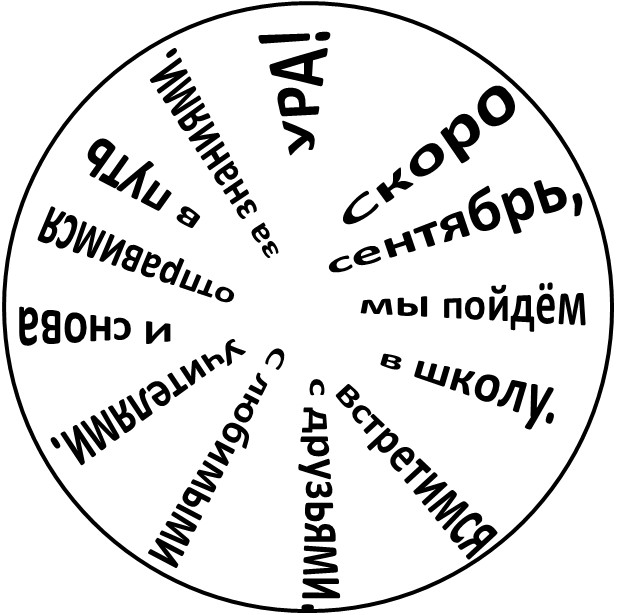 Скоро
сентябрь,
мы пойдём
в школу.
Встретимся
с друзьями.
С любимыми
учителями.
И снова
отправимся
в путь
за знаниями.
УРА!